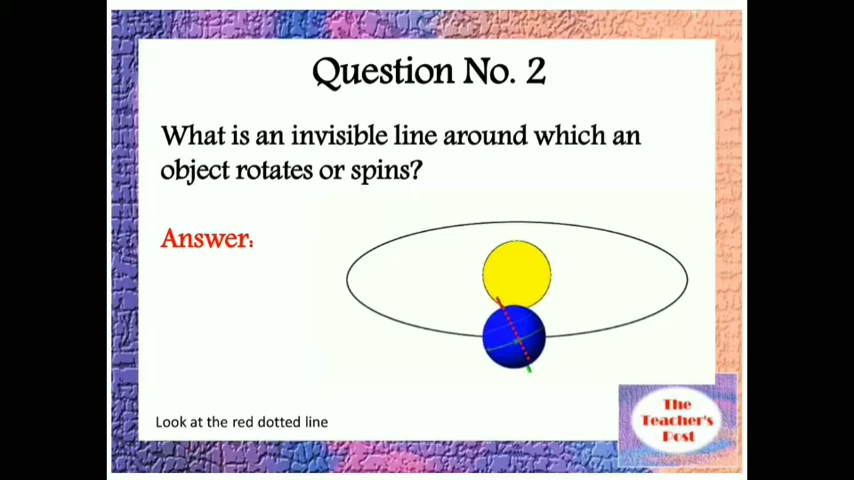 Question No. 2
What is an invisible line around which an
object rotates or spins?
Answer:
Look at the red dotted line
The
Teacher's
Post